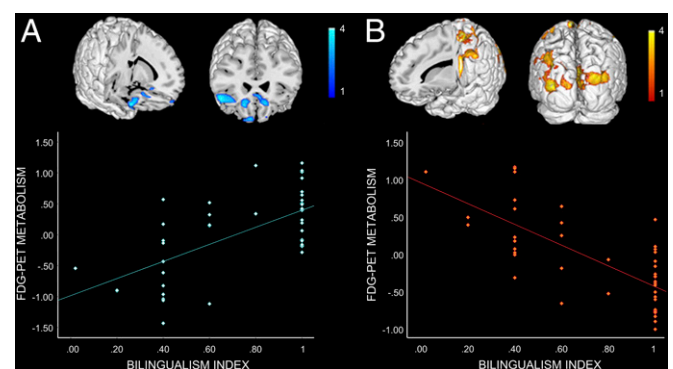 A
4
1
B
4
1
FDG-PET METABOLISM
1.50
1.00
.50
.00
-.50
-1.00
-1.50
.00 .20 .40 .60 .80 1
BILINGUALISM INDEX
FDG-PET METABOLISM
1.50
1.00
.50
.00
-.50
-1.00
.00 .20 .40 .60 .80 1
BILINGUALISM INDEX